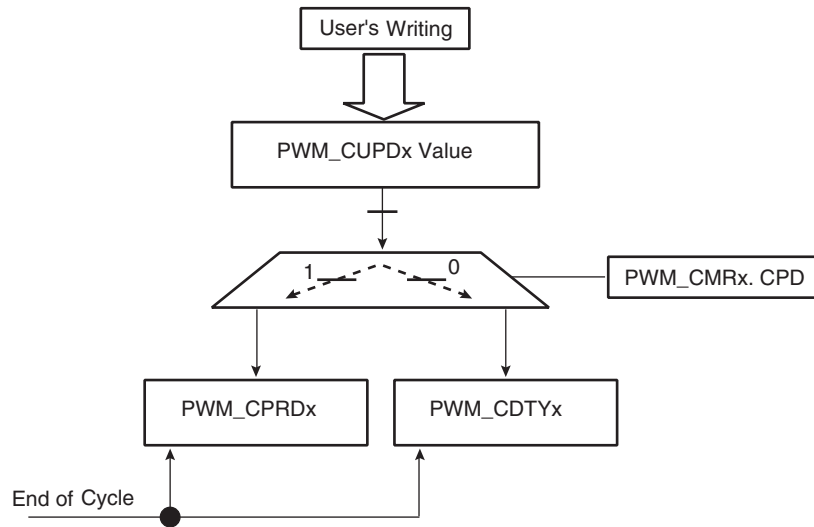 User's Writing
PWM_CUPDx Value
1
0
PWM_CMRx. CPD
PWM_CPRDx
PWM_CDTYx
End of Cycle